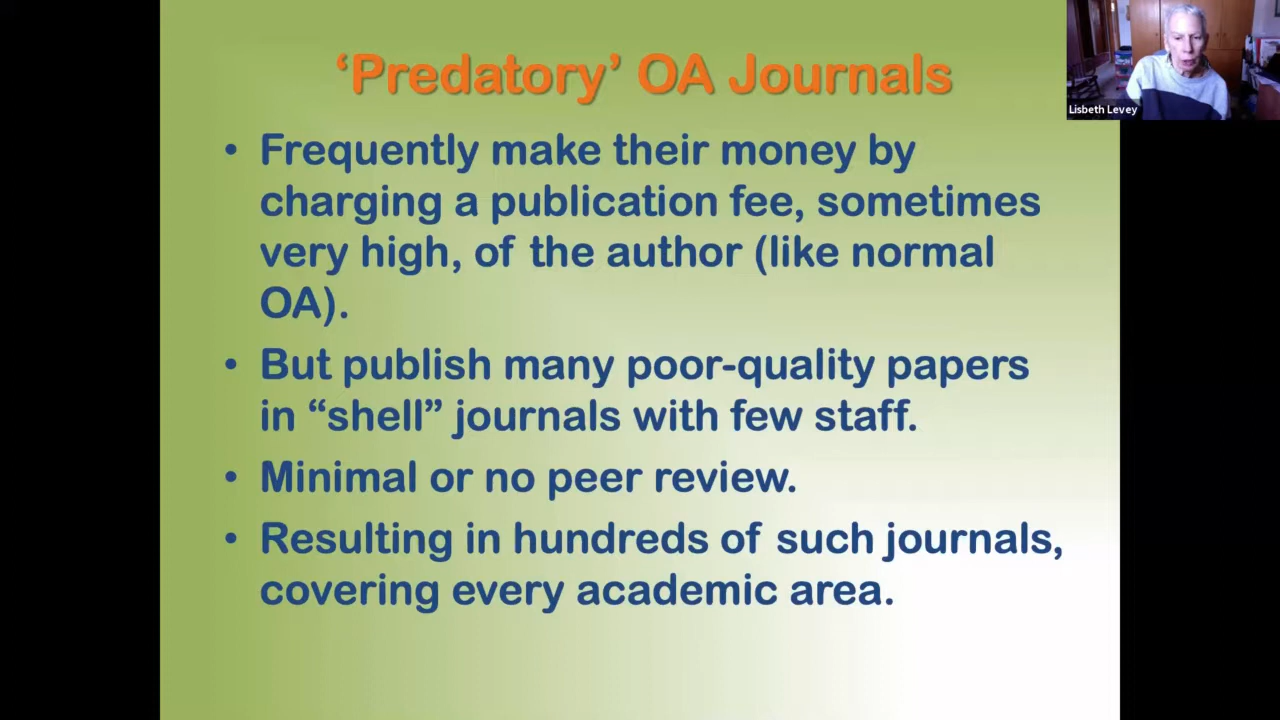 ‘Predatory’ OA Journals
Lisbeth Levey
• Frequently make their money by
charging a publication fee, sometimes
very high, of the author (like normal
OA).
• But publish many poor-quality papers
in “shell” journals with few staff.
• Minimal or no peer review.
• Resulting in hundreds of such journals,
covering every academic area.